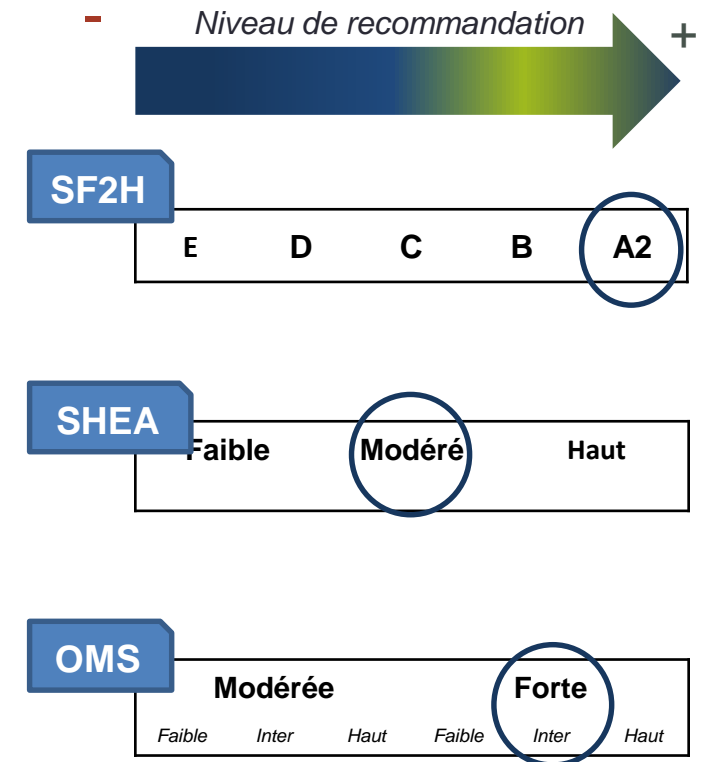 - Niveau de recommandation +
SF2H
E D C B A2
SHEA
Faible Modéré Haut
OMS
Modérée Forte
Faible Inter Haut Faible Inter Haut